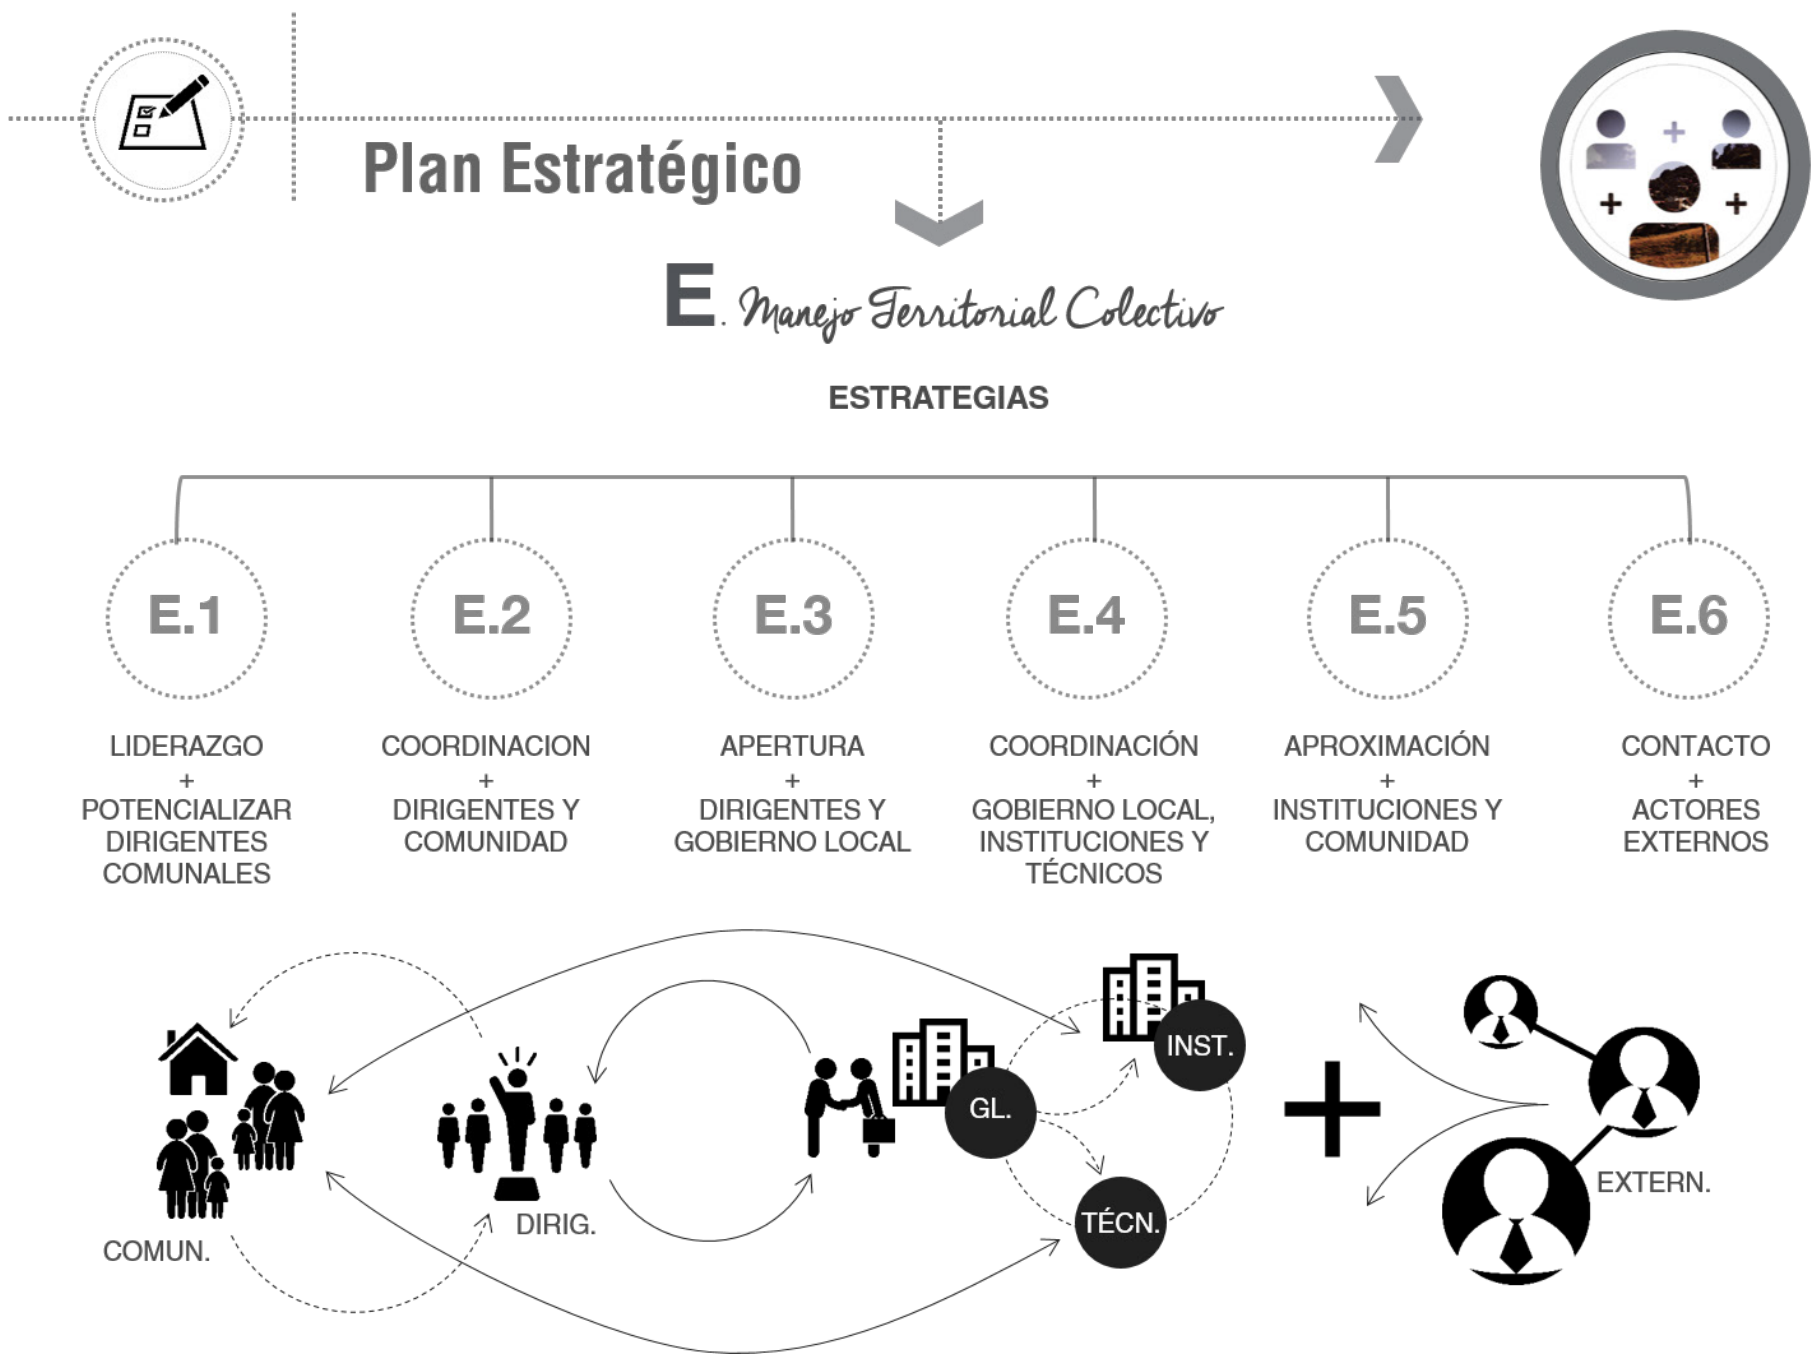 Plan Estratégico
E. Manejo Territorial Colectivo
ESTRATEGIAS
E.1
E.2
E.3
E.4
E.5
E.6
LIDERAZGO
+
POTENCIALIZAR
DIRIGENTES
COMUNALES
COORDINACION
+
DIRIGENTES Y
COMUNIDAD
APERTURA
+
DIRIGENTES Y
GOBIERNO LOCAL
COORDINACIÓN
+
GOBIERNO LOCAL,
INSTITUCIONES Y
TÉCNICOS
APROXIMACIÓN
+
INSTITUCIONES Y
COMUNIDAD
CONTACTO
+
ACTORES
EXTERNOS
COMUN.
DIRIG.
GL.
INST.
TÉCN.
EXTERN.